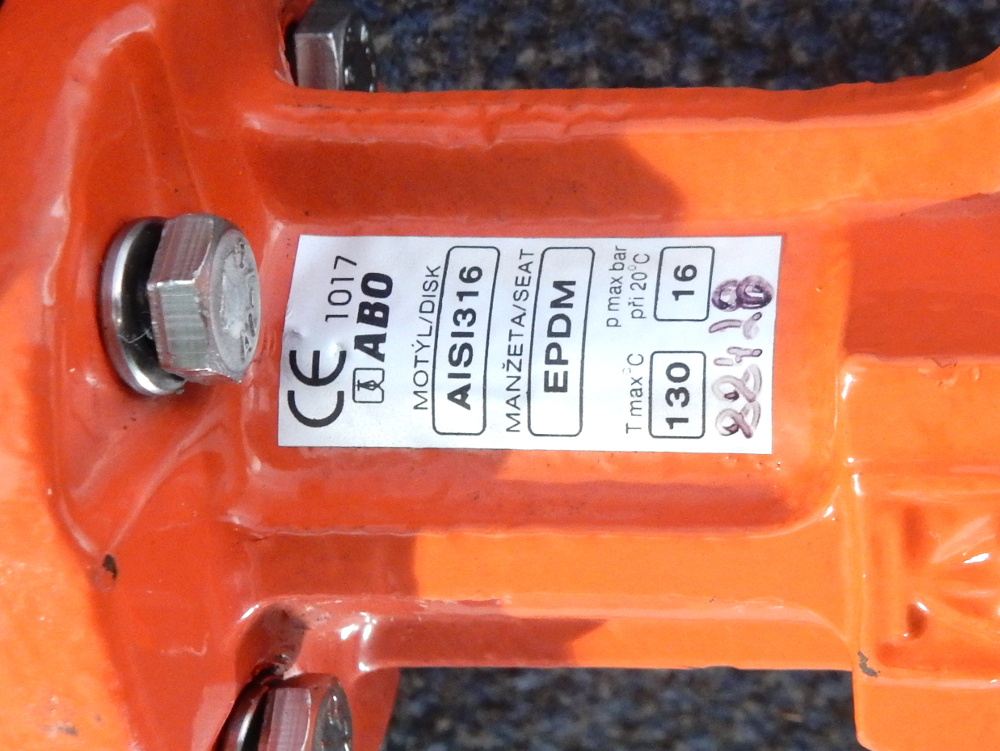 CE 1017
ABO
MOTÝL/DISK
AISI316
MANŽETA/SEAT
EPDM
T max°C p max bar
při 20°C
130 16